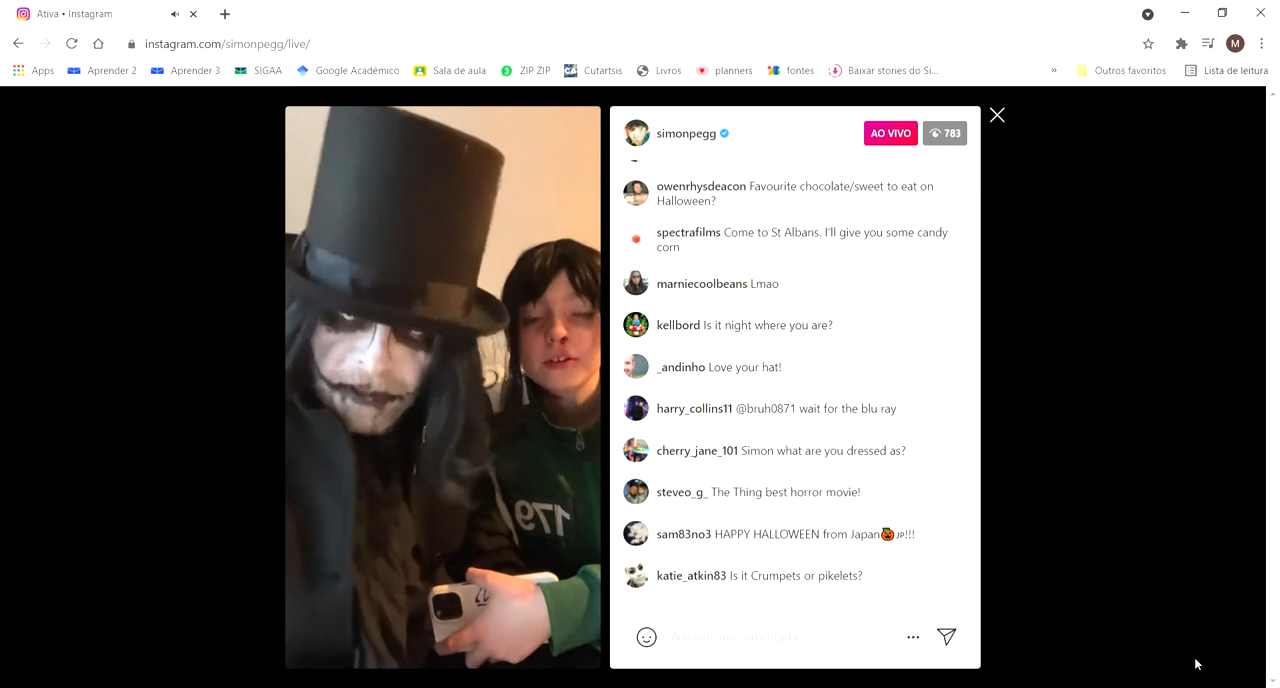 Ativa • Instagram
instagram.com/simonpegg/live/
M
Apps
Aprender 2
Aprender 3
SIGAA
Google Acadêmico
Sala de aula
ZIP ZIP
Cutartsis
Livros
planners
fontes
Baixar stories do Si...
»
Outros favoritos
Lista de leitura
simonpegg
AO VIVO
783
owenrhysdeacon Favourite chocolate/sweet to eat on
Halloween?
spectrafilms Come to St Albans. I'll give you some candy
corn
marniecoolbeans Lmao
kellbord Is it night where you are?
_andinho Love your hat!
harry_collins11 @bruh0871 wait for the blu ray
cherry_jane_101 Simon what are you dressed as?
steveo_g_ The Thing best horror movie!
sam83no3 HAPPY HALLOWEEN from Japan🎃JP!!!
katie_atkin83 Is it Crumpets or pikelets?
Adicione um comentário...
179